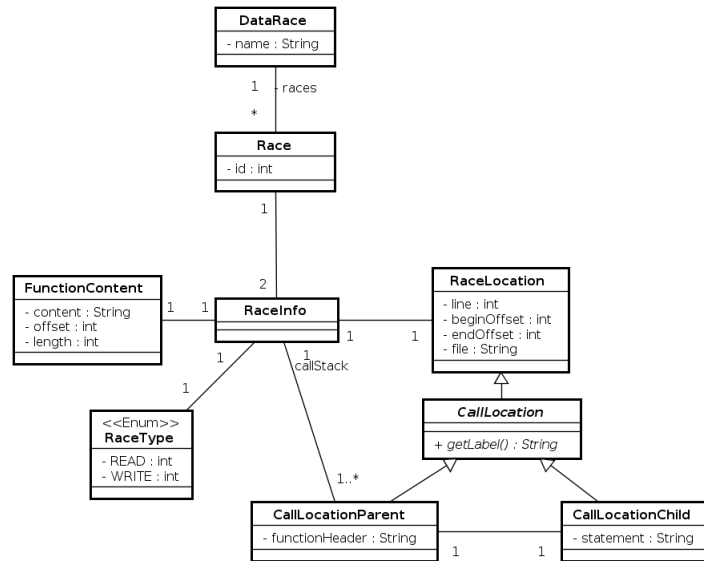 DataRace
- name : String
1
- races
*
Race
- id : int
1
2
FunctionContent
- content : String
- offset : int
- length : int
1
1
RaceInfo
1
1
RaceLocation
- line : int
- beginOffset : int
- endOffset : int
- file : String
1
1
callStack
1
<<Enum>>
RaceType
- READ : int
- WRITE : int
1..*
CallLocation
+ getLabel() : String
CallLocationParent
- functionHeader : String
1
1
CallLocationChild
- statement : String